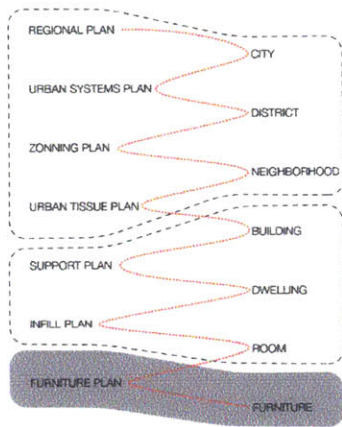 REGIONAL PLAN
CITY
URBAN SYSTEMS PLAN
DISTRICT
ZONNING PLAN
NEIGHBORHOOD
URBAN TISSUE PLAN
BUILDING
SUPPORT PLAN
DWELLING
INFILL PLAN
ROOM
FURNITURE PLAN
FURNITURE